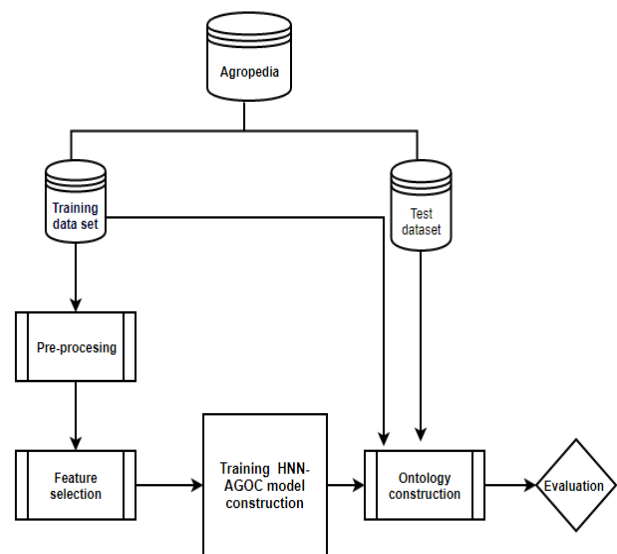 Agropedia
Training
data set
Test
dataset
Pre-procesing
Feature
selection
Training HNN-
AGOC model
construction
Ontology
construction
Evaluation